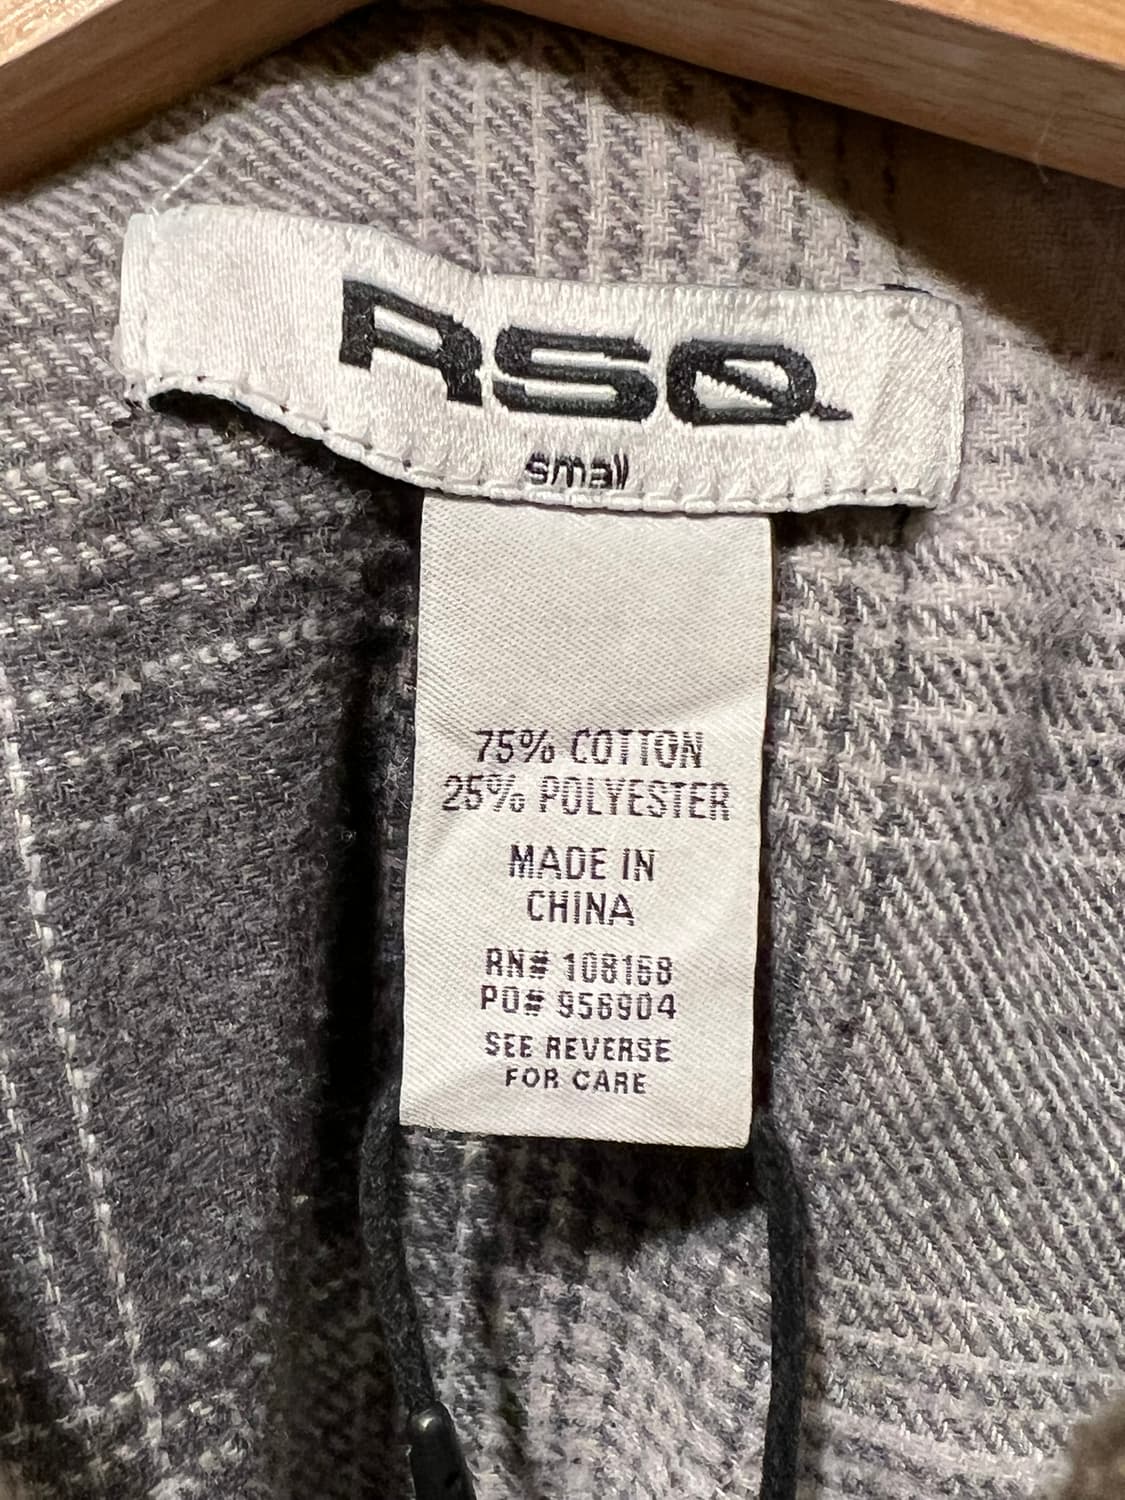 RSQ
small
75% COTTON
25% POLYESTER
MADE IN
CHINA
RN# 108168
PO# 956904
SEE REVERSE
FOR CARE